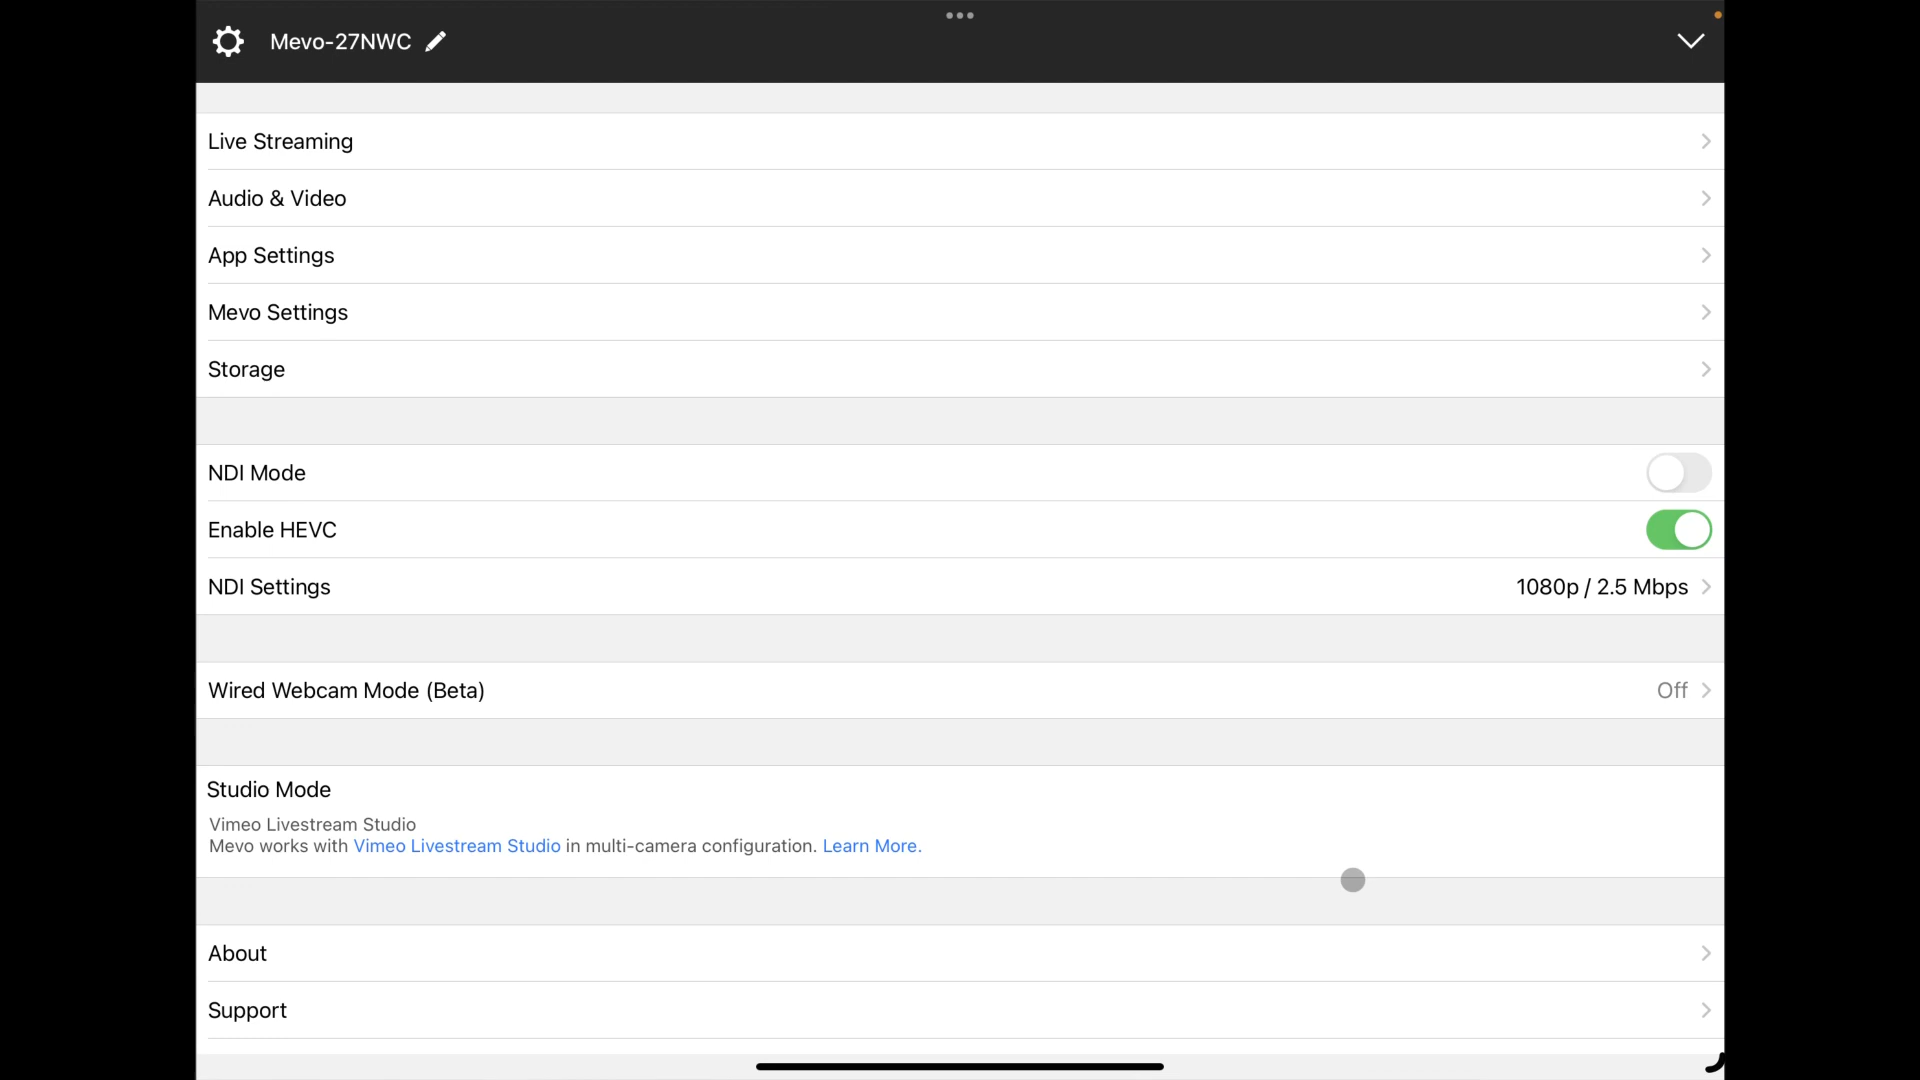 Mevo-27NWC
Live Streaming
Audio & Video
App Settings
Mevo Settings
Storage
NDI Mode
Enable HEVC
NDI Settings
1080p / 2.5 Mbps
Wired Webcam Mode (Beta)
Off
Studio Mode
Vimeo Livestream Studio
Mevo works with Vimeo Livestream Studio in multi-camera configuration. Learn More.
About
Support